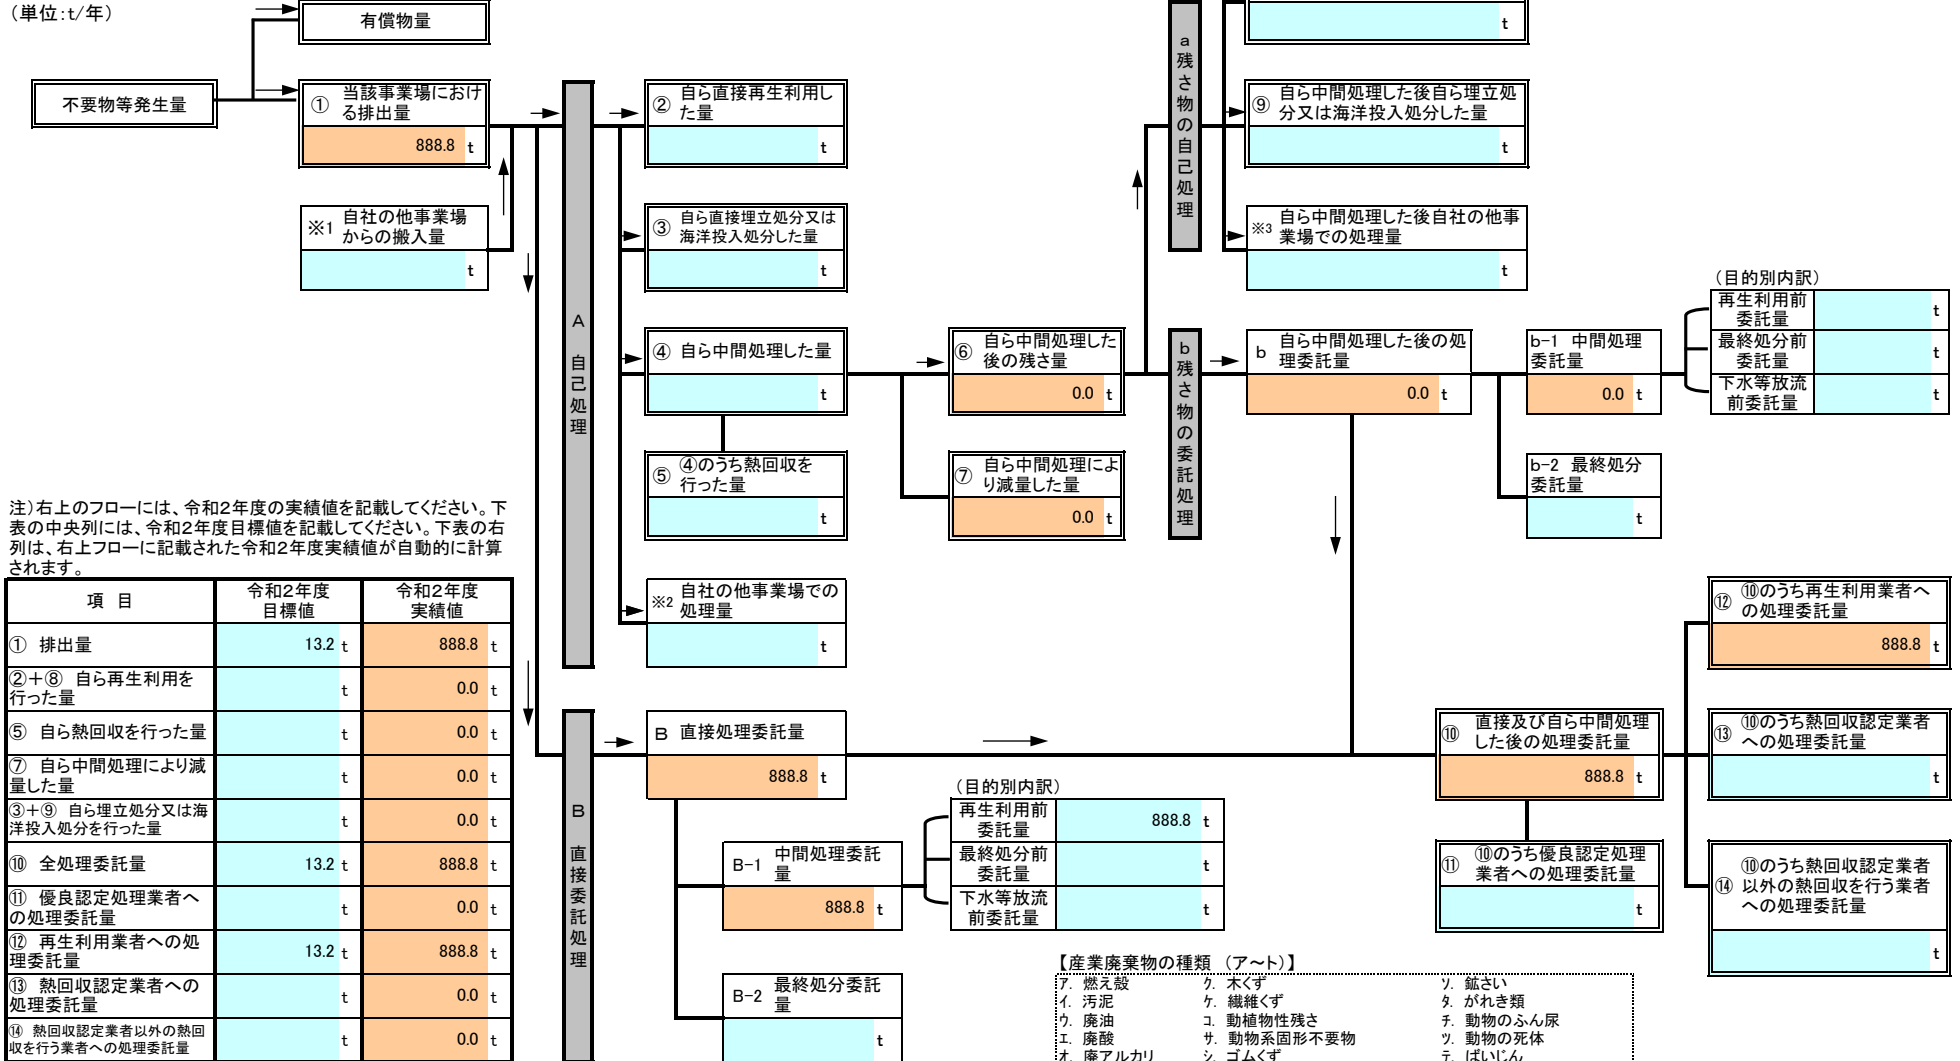 (単位:t/年)
有償物量
不要物等発生量
① 当該事業場におけ
る排出量
888.8 t
※1 自社の他事業場
からの搬入量
t
A 自己処理
② 自ら直接再生利用し
た量
t
③ 自ら直接埋立処分又は
海洋投入処分した量
t
④ 自ら中間処理した量
t
⑤ ④のうち熱回収を
行った量
t
※2 自社の他事業場での
処理量
t
⑥ 自ら中間処理した
後の残さ量
0.0 t
⑦ 自ら中間処理によ
り減量した量
0.0 t
a 残さ物の自己処理
t
⑨ 自ら中間処理した後自ら埋立処
分又は海洋投入処分した量
t
※3 自ら中間処理した後自社の他事
業場での処理量
t
b 残さ物の委託処理
b 自ら中間処理した後の処
理委託量
0.0 t
b-1 中間処理
委託量
0.0 t
b-2 最終処分
委託量
t
(目的別内訳)
再生利用前
委託量 t
最終処分前
委託量 t
下水等放流
前委託量 t
注)右上のフローには、令和2年度の実績値を記載してください。下
表の中央列には、令和2年度目標値を記載してください。下表の右
列は、右上フローに記載された令和2年度実績値が自動的に計算
されます。
項 目 令和2年度 令和2年度
目標値 実績値
① 排出量 13.2 t 888.8 t
②+⑧ 自ら再生利用を
行った量 t 0.0 t
⑤ 自ら熱回収を行った量 t 0.0 t
⑦ 自ら中間処理により減
量した量 t 0.0 t
③+⑨ 自ら埋立処分又は海
洋投入処分を行った量 t 0.0 t
⑩ 全処理委託量 13.2 t 888.8 t
⑪ 優良認定処理業者へ
の処理委託量 t 0.0 t
⑫ 再生利用業者への処
理委託量 13.2 t 888.8 t
⑬ 熱回収認定業者への
処理委託量 t 0.0 t
⑭ 熱回収認定業者以外の熱回
収を行う業者への処理委託量 t 0.0 t
B 直接委託処理
B 直接処理委託量
888.8 t
B-1 中間処理委託
量
888.8 t
B-2 最終処分委託
量
t
(目的別内訳)
再生利用前
委託量 888.8 t
最終処分前
委託量 t
下水等放流
前委託量 t
⑩ 直接及び自ら中間処理
した後の処理委託量
888.8 t
⑪ ⑩のうち優良認定処理
業者への処理委託量
t
⑫ ⑩のうち再生利用業者へ
の処理委託量
888.8 t
⑬ ⑩のうち熱回収認定業者
への処理委託量
t
⑭ ⑩のうち熱回収認定業者
以外の熱回収を行う業者
への処理委託量
t
【産業廃棄物の種類 (ア~ト)】
ア. 燃え殻 ク. 木くず ソ. 鉱さい
イ. 汚泥 ケ. 繊維くず タ. がれき類
ウ. 廃油 コ. 動植物性残さ チ. 動物のふん尿
エ. 廃酸 サ. 動物系固形不要物 ツ. 動物の死体
オ. 廃アルカリ シ. ゴムくず テ. ばいじん